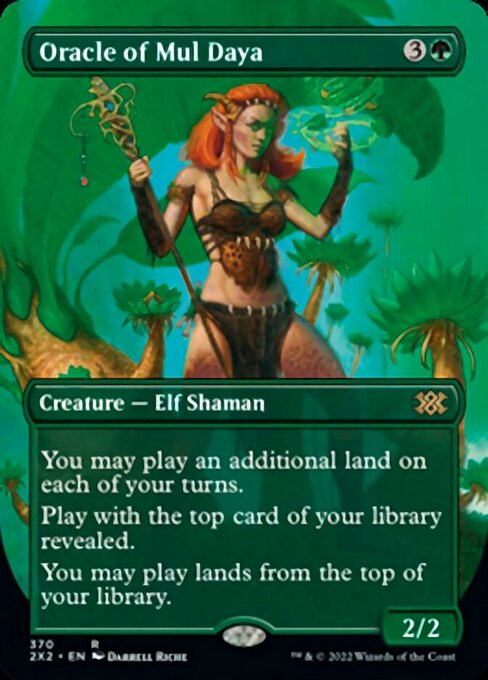 Oracle of Mul Daya 3
Creature — Elf Shaman
You may play an additional land on
each of your turns.
Play with the top card of your library
revealed.
You may play lands from the top of
your library.
2/2
370 R
2X2 • EN Darrell Riche
™ & © 2022 Wizards of the Coast